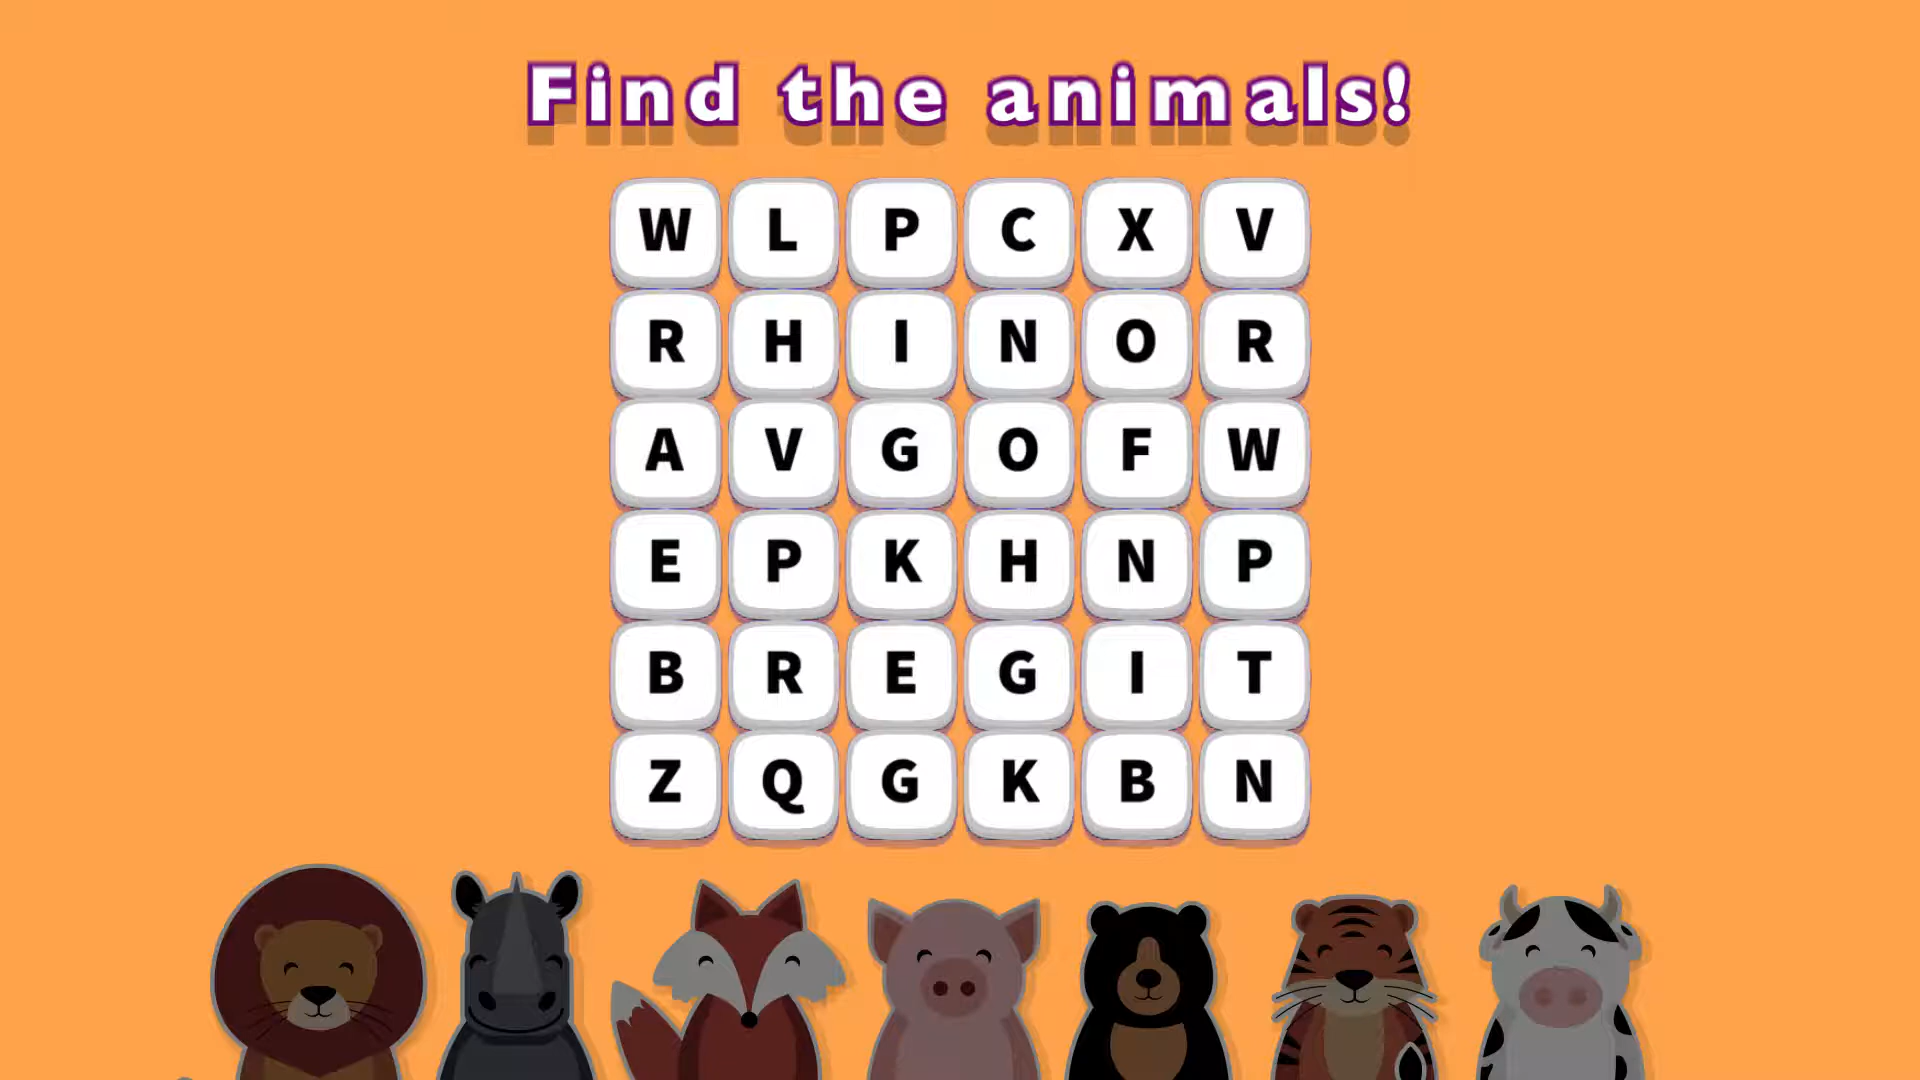 Find the animals!
W L P C X V
R H I N O R
A V G O F W
E P K H N P
B R E G I T
Z Q G K B N